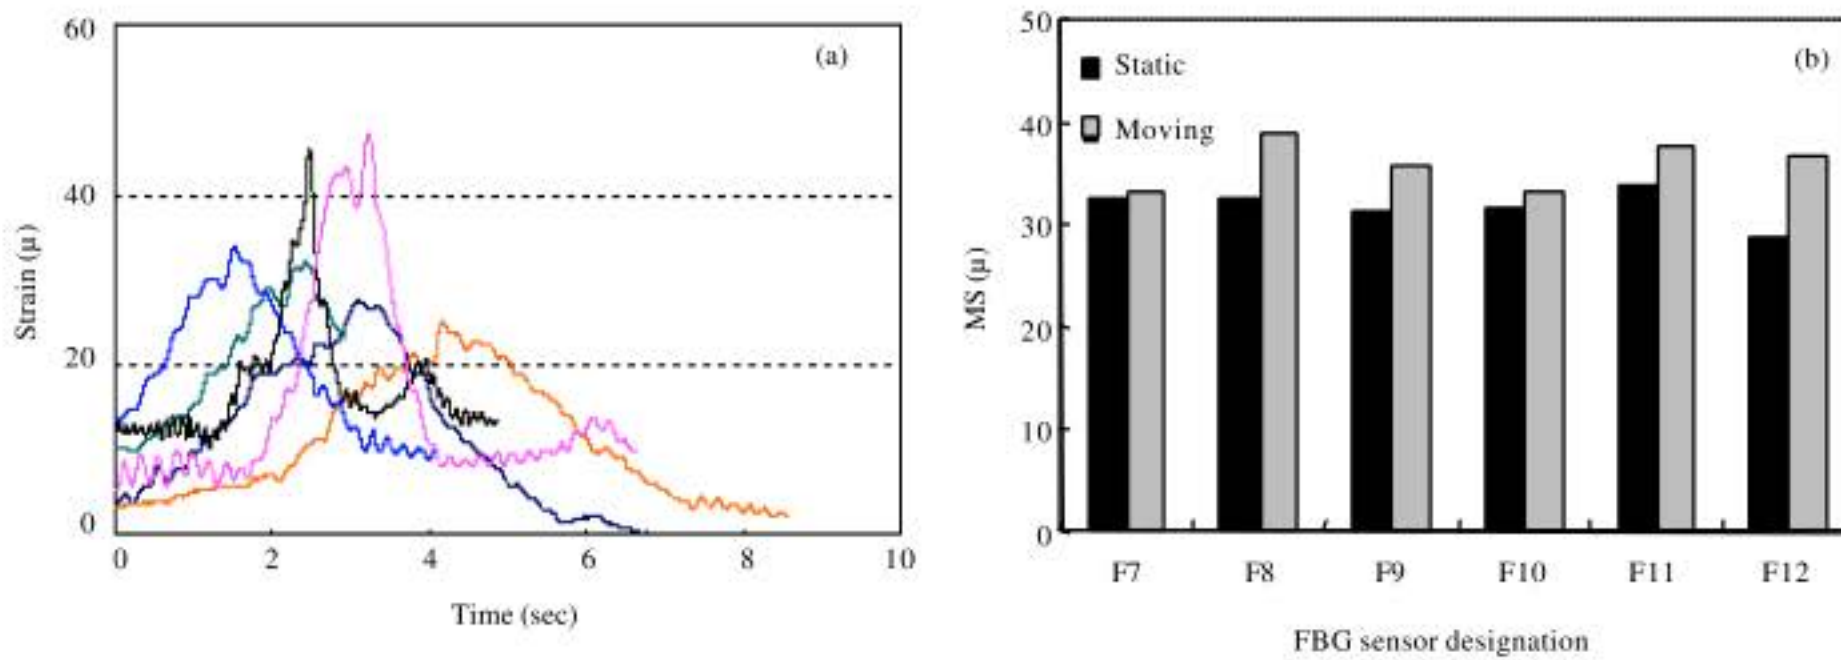 60
40
20
0
Strain (μ)
(a)
0 2 4 6 8 10
Time (sec)
50
40
30
20
10
0
MS (μ)
(b)
Static
Moving
F7 F8 F9 F10 F11 F12
FBG sensor designation